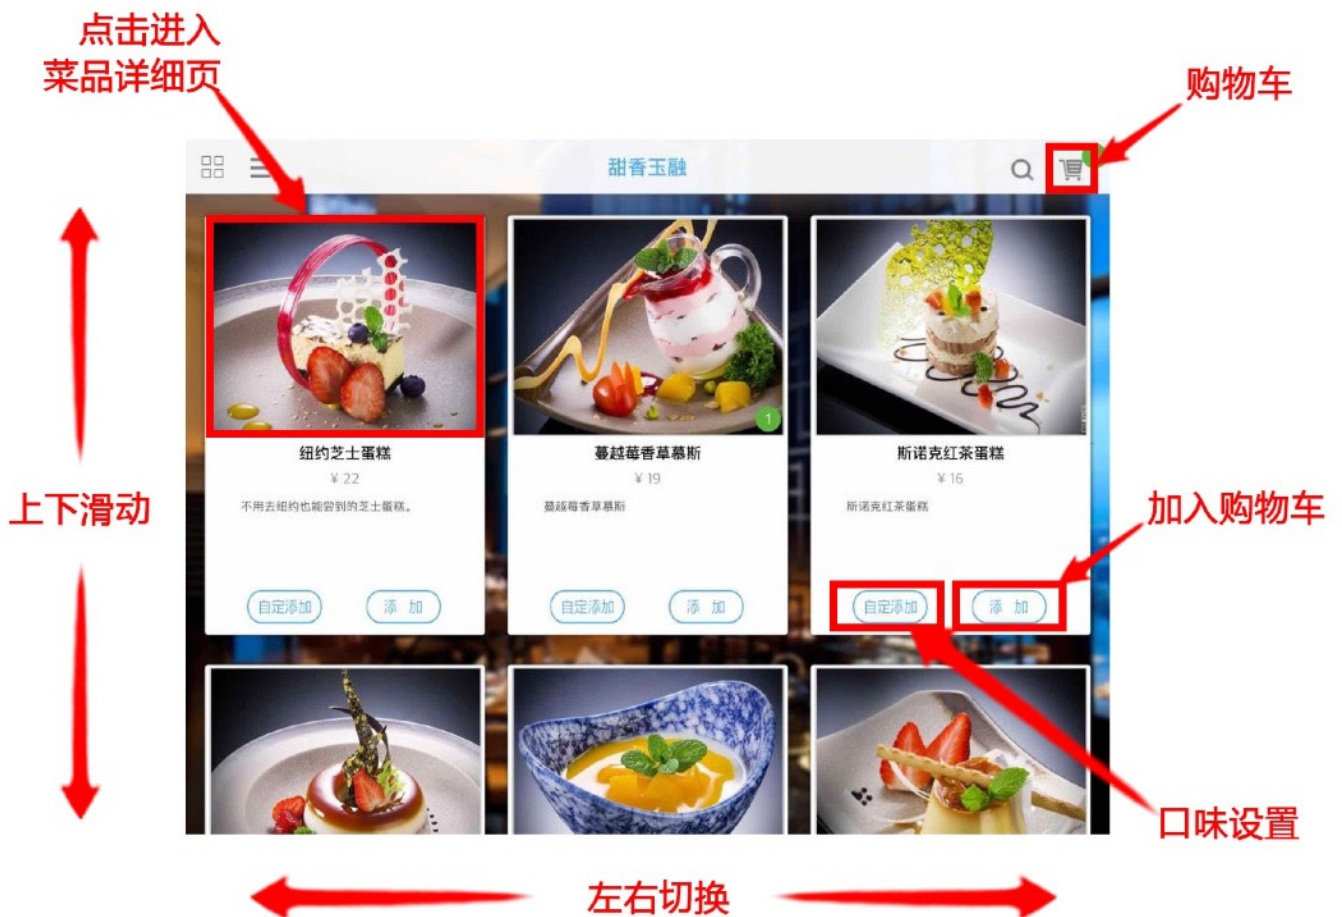 点击进入
菜品详细页
购物车
甜香玉融
1
纽约芝士蛋糕
¥ 22
不用去纽约也能尝到的芝士蛋糕。
自定添加
添 加
蔓越莓香草慕斯
¥ 19
蔓越莓香草慕斯
自定添加
添 加
斯诺克红茶蛋糕
¥ 16
斯诺克红茶蛋糕
自定添加
添 加
上下滑动
加入购物车
口味设置
左右切换